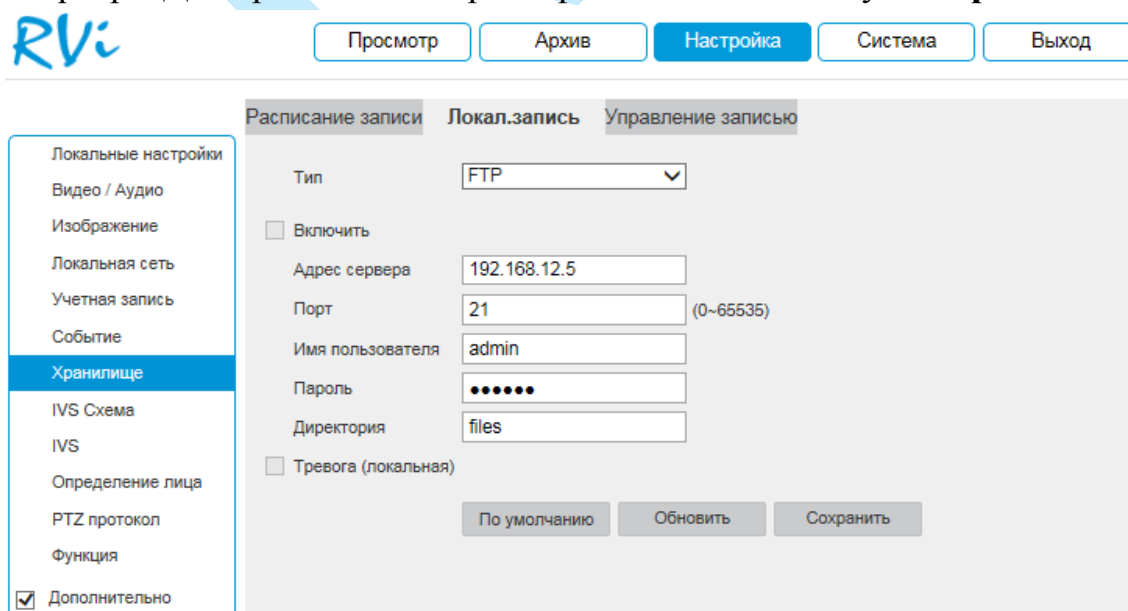 RVi
Просмотр Архив Настройка Система Выход
Расписание записи Локал.запись Управление записью
Локальные настройки
Видео / Аудио
Изображение
Локальная сеть
Учетная запись
Событие
Хранилище
IVS Схема
IVS
Определение лица
PTZ протокол
Функция
Дополнительно
Тип FTP
Включить
Адрес сервера 192.168.12.5
Порт 21 (0~65535)
Имя пользователя admin
Пароль ●●●●●●
Директория files
Тревога (локальная)
По умолчанию Обновить Сохранить